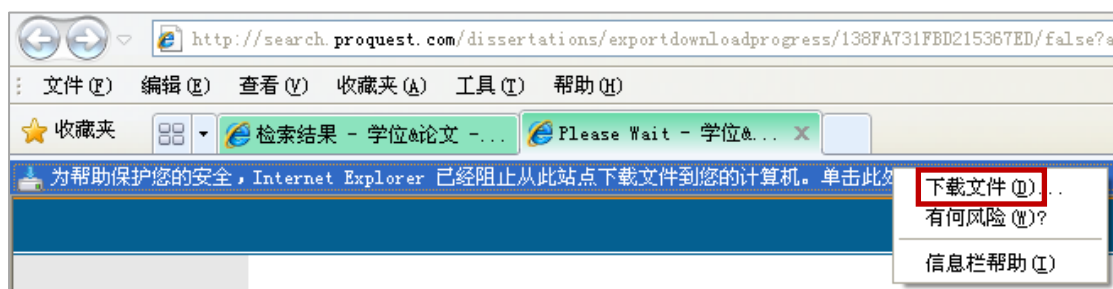 http://search.proquest.com/dissertations/exportdownloadprogress/138FA731FBD215367ED/false?a
文件(F) 编辑(E) 查看(V) 收藏夹(A) 工具(T) 帮助(H)
收藏夹 检索结果 - 学位&论文 -... Please Wait - 学位&... X
为帮助保护您的安全，Internet Explorer 已经阻止从此站点下载文件到您的计算机。单击此处
下载文件(D)...
有何风险(W)?
信息栏帮助(I)